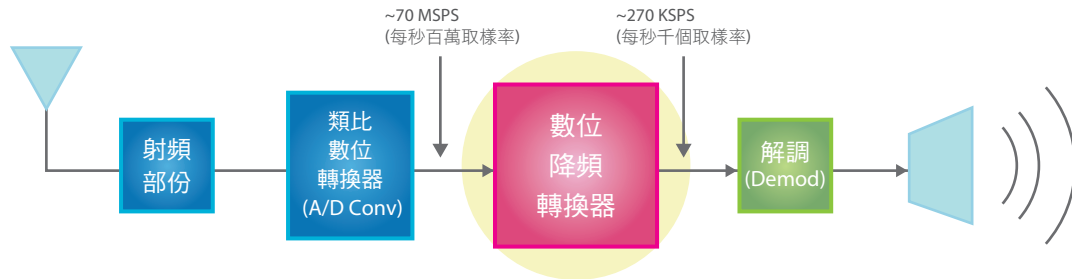 ~70 MSPS
(每秒百萬取樣率)
~270 KSPS
(每秒千個取樣率)
射頻
部份
類比
數位
轉換器
(A/D Conv)
數位
降頻
轉換器
解調
(Demod)